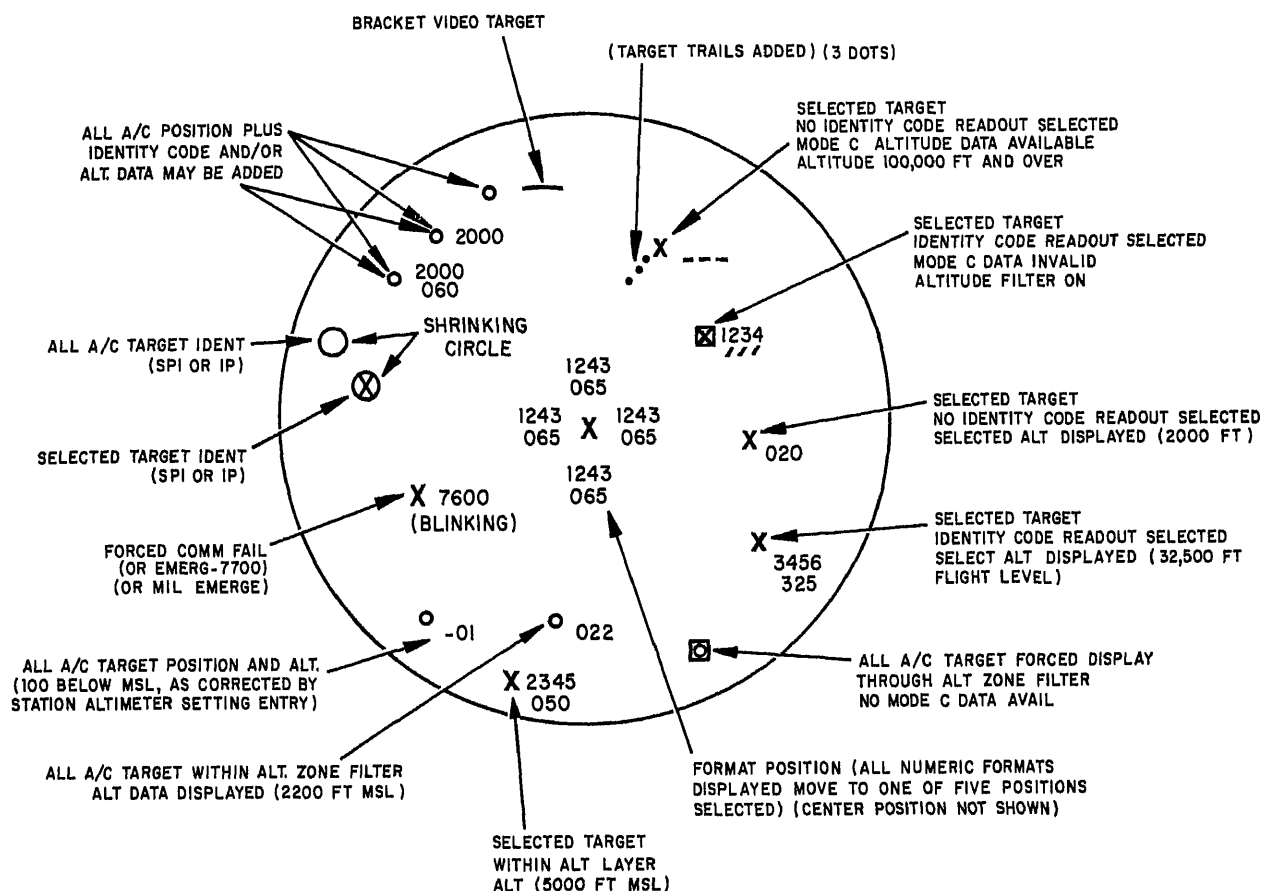 BRACKET VIDEO TARGET
(TARGET TRAILS ADDED) (3 DOTS)
SELECTED TARGET
NO IDENTITY CODE READOUT SELECTED
MODE C ALTITUDE DATA AVAILABLE
ALTITUDE 100,000 FT AND OVER
ALL A/C POSITION PLUS
IDENTITY CODE AND/OR
ALT. DATA MAY BE ADDED
2000
2000
060
X
---
SELECTED TARGET
IDENTITY CODE READOUT SELECTED
MODE C DATA INVALID
ALTITUDE FILTER ON
X 1234
///
ALL A/C TARGET IDENT
(SPI OR IP)
SHRINKING
CIRCLE
X
SELECTED TARGET IDENT
(SPI OR IP)
1243
065
1243
065
X
1243
065
1243
065
SELECTED TARGET
NO IDENTITY CODE READOUT SELECTED
SELECTED ALT DISPLAYED (2000 FT)
X
020
X 7600
(BLINKING)
FORCED COMM FAIL
(OR EMERG-7700)
(OR MIL EMERGE)
SELECTED TARGET
IDENTITY CODE READOUT SELECTED
SELECT ALT DISPLAYED (32,500 FT
FLIGHT LEVEL)
X
3456
325
-01
022
ALL A/C TARGET POSITION AND ALT.
(100 BELOW MSL, AS CORRECTED BY
STATION ALTIMETER SETTING ENTRY)
X 2345
050
ALL A/C TARGET FORCED DISPLAY
THROUGH ALT ZONE FILTER
NO MODE C DATA AVAIL
ALL A/C TARGET WITHIN ALT. ZONE FILTER
ALT DATA DISPLAYED (2200 FT MSL)
FORMAT POSITION (ALL NUMERIC FORMATS
DISPLAYED MOVE TO ONE OF FIVE POSITIONS
SELECTED) (CENTER POSITION NOT SHOWN)
SELECTED TARGET
WITHIN ALT LAYER
ALT (5000 FT MSL)